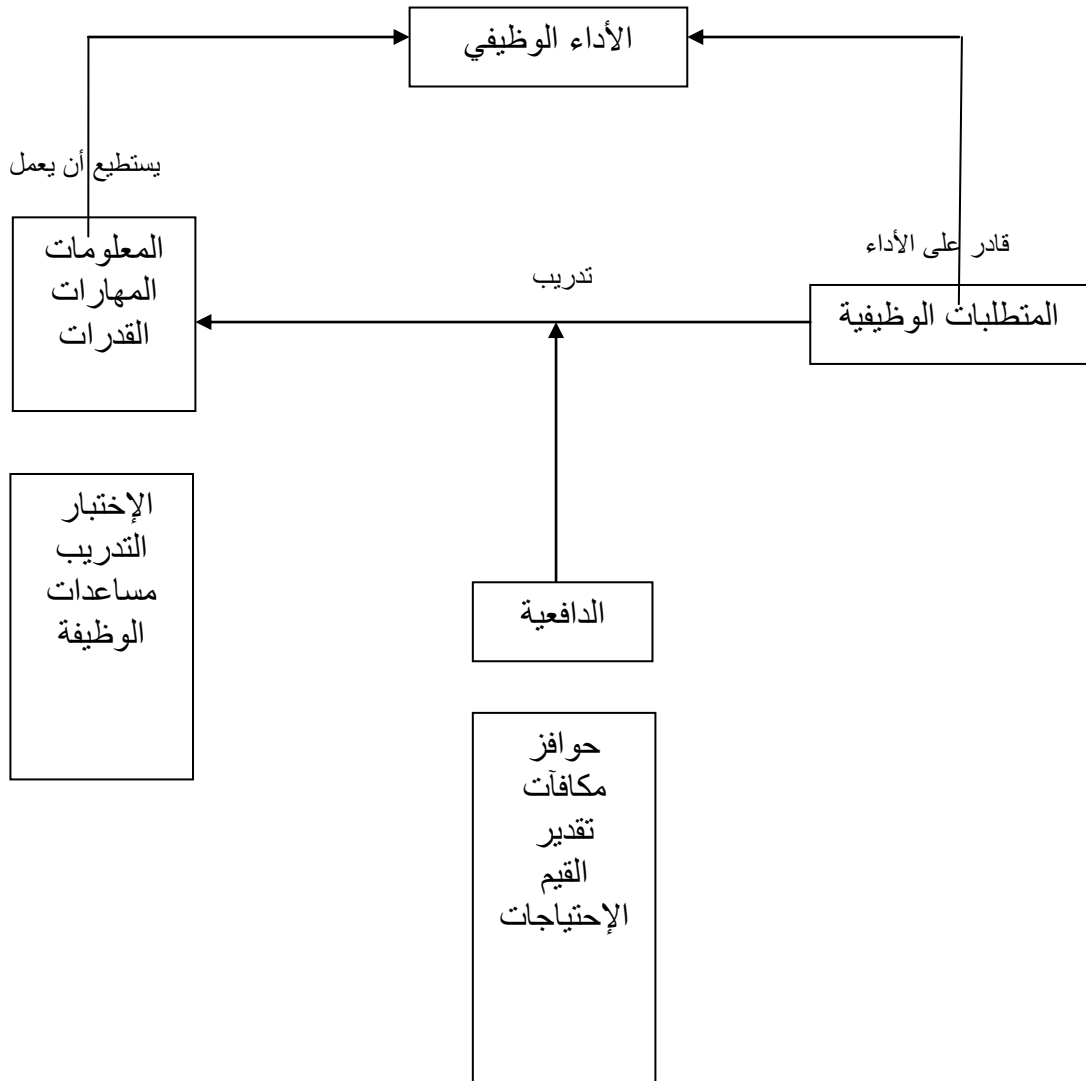 الأداء الوظيفي
يستطيع أن يعمل
قادر على الأداء
المعلومات
المهارات
القدرات
تدريب
المتطلبات الوظيفية
الإختبار
التدريب
مساعدات
الوظيفة
الدافعية
حوافز
مكافآت
تقدير
القيم
الإحتياجات